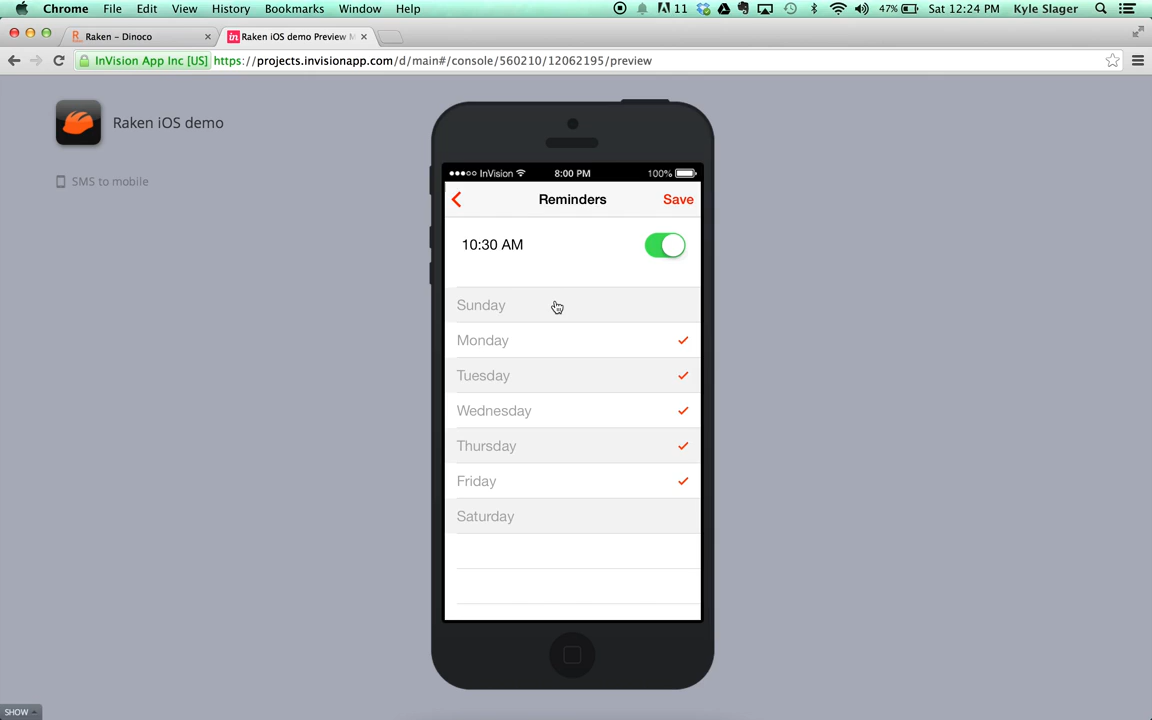 Chrome File Edit View History Bookmarks Window Help 11 47% Sat 12:24 PM Kyle Slager
Raken – Dinoco
in Raken iOS demo Preview
InVision App Inc [US] https://projects.invisionapp.com/d/main#/console/560210/12062195/preview
Raken iOS demo
SMS to mobile
InVision 8:00 PM 100%
Reminders Save
10:30 AM
Sunday
Monday
Tuesday
Wednesday
Thursday
Friday
Saturday
SHOW